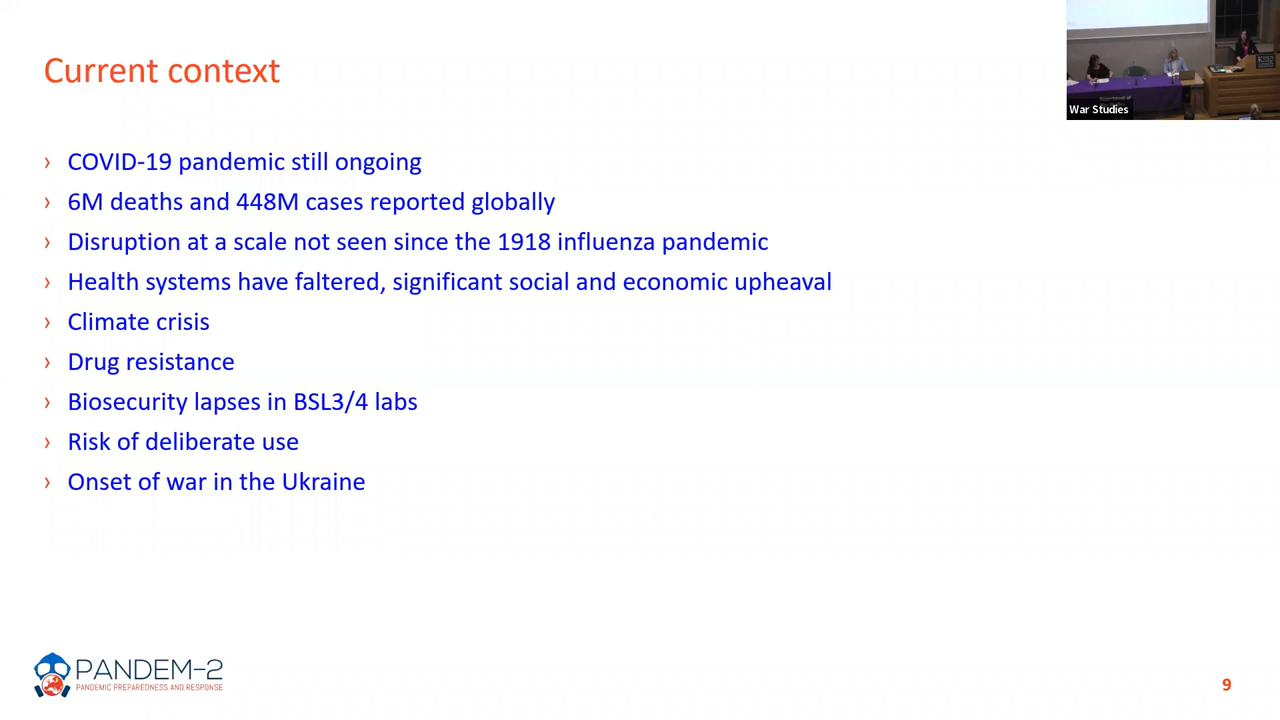 Current context
War Studies
› COVID-19 pandemic still ongoing
› 6M deaths and 448M cases reported globally
› Disruption at a scale not seen since the 1918 influenza pandemic
› Health systems have faltered, significant social and economic upheaval
› Climate crisis
› Drug resistance
› Biosecurity lapses in BSL3/4 labs
› Risk of deliberate use
› Onset of war in the Ukraine
PANDEM-2
PANDEMIC PREPAREDNESS AND RESPONSE
9